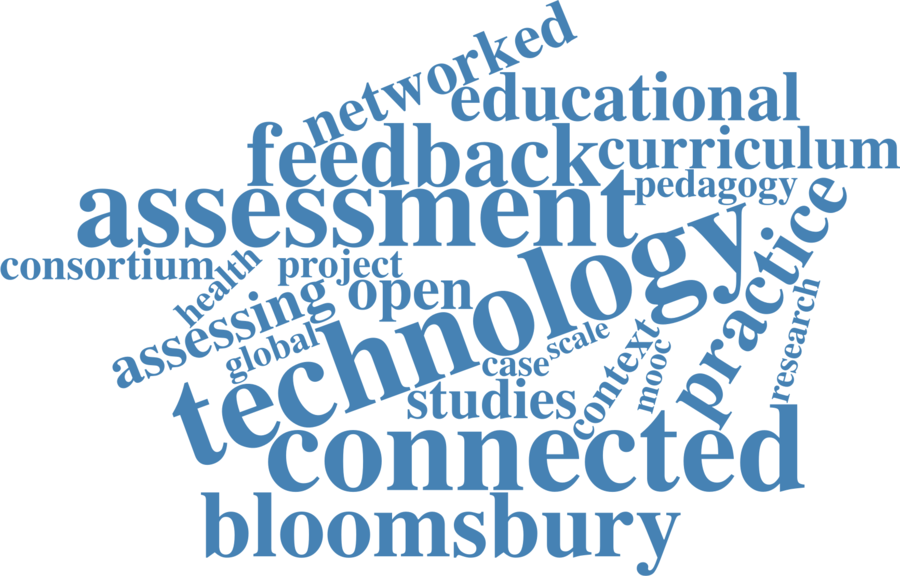 networked
educational
feedback
curriculum
assessment
pedagogy
practice
consortium
health
project
technology
open
assessing
research
global
scale
case
context
mooc
studies
connected
bloomsbury